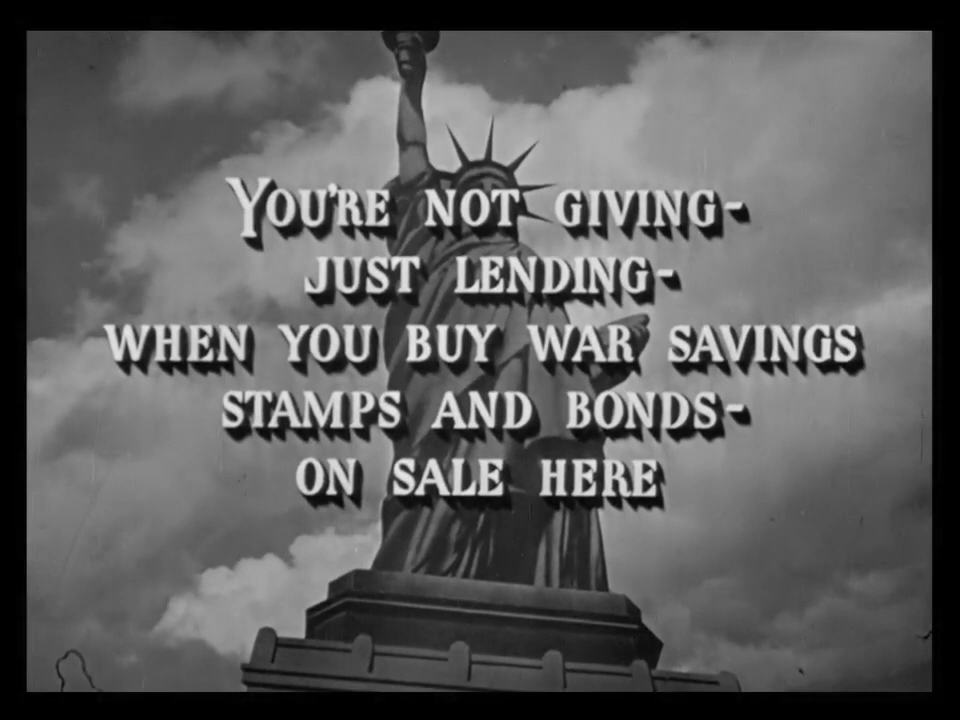 YOU'RE NOT GIVING-
JUST LENDING-
WHEN YOU BUY WAR SAVINGS
STAMPS AND BONDS-
ON SALE HERE